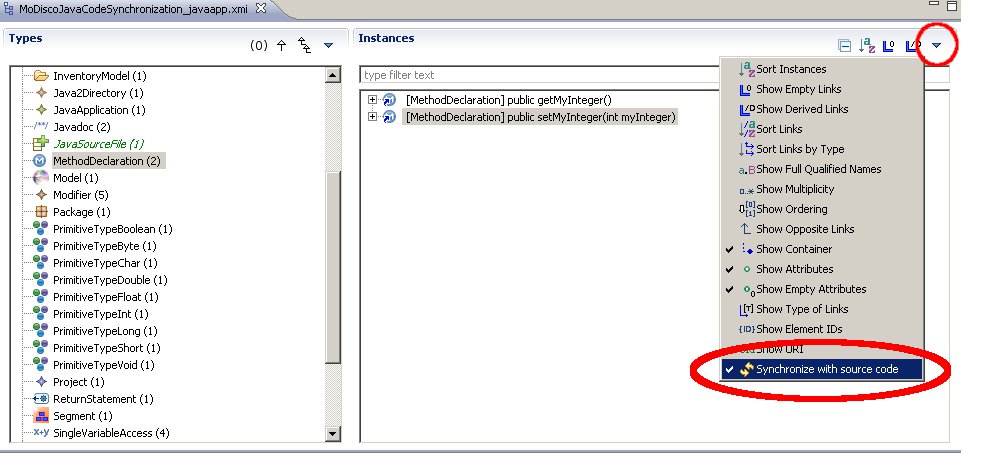 MoDiscoJavaCodeSynchronization_javaapp.xmi
Types
(0)
InventoryModel (1)
Java2Directory (1)
JavaApplication (1)
Javadoc (2)
JavaSourceFile (1)
MethodDeclaration (2)
Model (1)
Modifier (5)
Package (1)
PrimitiveTypeBoolean (1)
PrimitiveTypeByte (1)
PrimitiveTypeChar (1)
PrimitiveTypeDouble (1)
PrimitiveTypeFloat (1)
PrimitiveTypeInt (1)
PrimitiveTypeLong (1)
PrimitiveTypeShort (1)
PrimitiveTypeVoid (1)
Project (1)
ReturnStatement (1)
Segment (1)
SingleVariableAccess (4)
Instances
type filter text
[MethodDeclaration] public getMyInteger()
[MethodDeclaration] public setMyInteger(int myInteger)
Sort Instances
Show Empty Links
Show Derived Links
Sort Links
Sort Links by Type
Show Full Qualified Names
Show Multiplicity
Show Ordering
Show Opposite Links
Show Container
Show Attributes
Show Empty Attributes
Show Type of Links
Show Element IDs
Show URI
Synchronize with source code